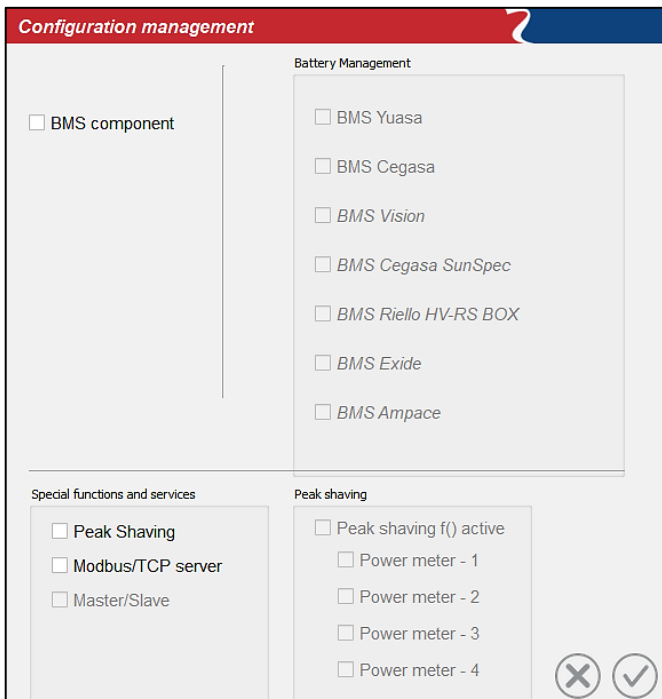 Configuration management
BMS component
Battery Management
BMS Yuasa
BMS Cegasa
BMS Vision
BMS Cegasa SunSpec
BMS Riello HV-RS BOX
BMS Exide
BMS Ampace
Special functions and services
Peak Shaving
Modbus/TCP server
Master/Slave
Peak shaving
Peak shaving f() active
Power meter - 1
Power meter - 2
Power meter - 3
Power meter - 4